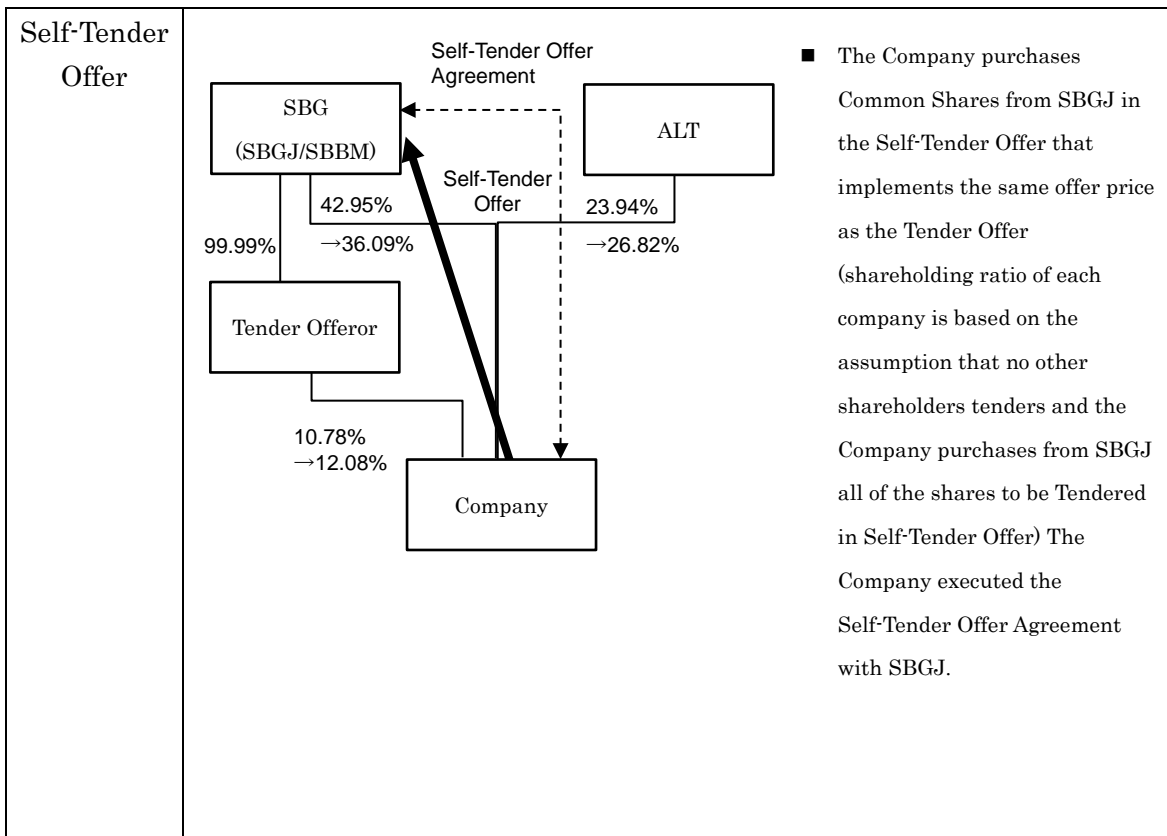 Self-Tender
Offer
Self-Tender Offer
Agreement
SBG
(SBGJ/SBBM)
ALT
Self-Tender
Offer
42.95%
→36.09%
23.94%
→26.82%
99.99%
Tender Offeror
10.78%
→12.08%
Company
■ The Company purchases
Common Shares from SBGJ in
the Self-Tender Offer that
implements the same offer price
as the Tender Offer
(shareholding ratio of each
company is based on the
assumption that no other
shareholders tenders and the
Company purchases from SBGJ
all of the shares to be Tendered
in Self-Tender Offer) The
Company executed the
Self-Tender Offer Agreement
with SBGJ.